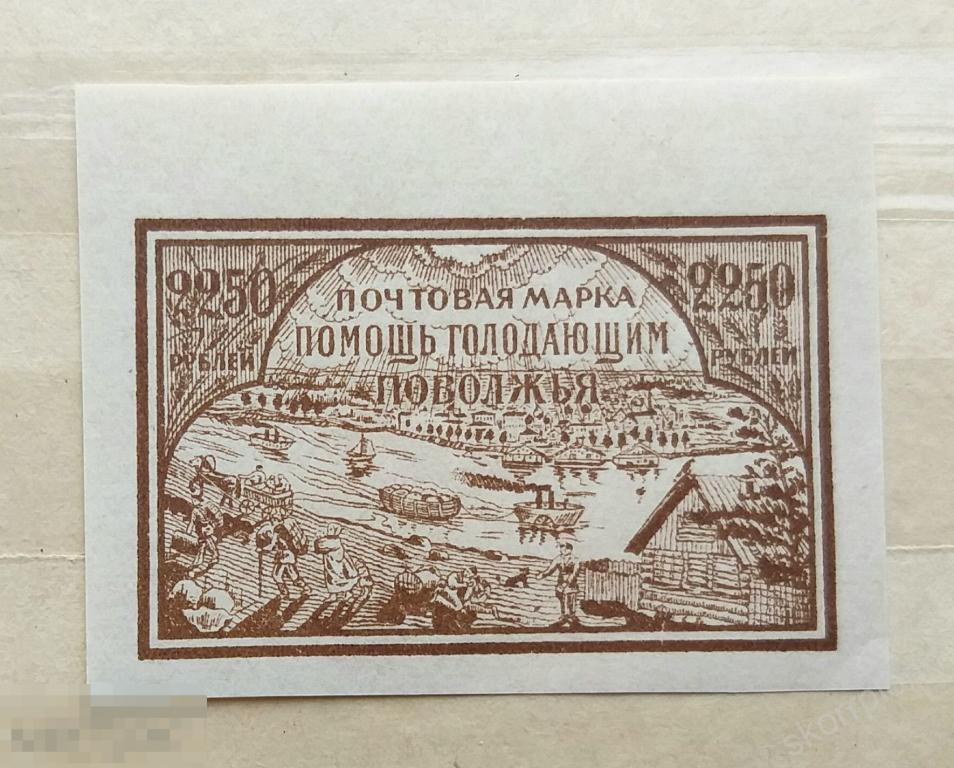 2250 2250
ПОЧТОВАЯ МАРКА
ПОМОЩЬ ГОЛОДАЮЩИМ
РУБЛЕЙ РУБЛЕЙ
ПОВОЛЖЬЯ